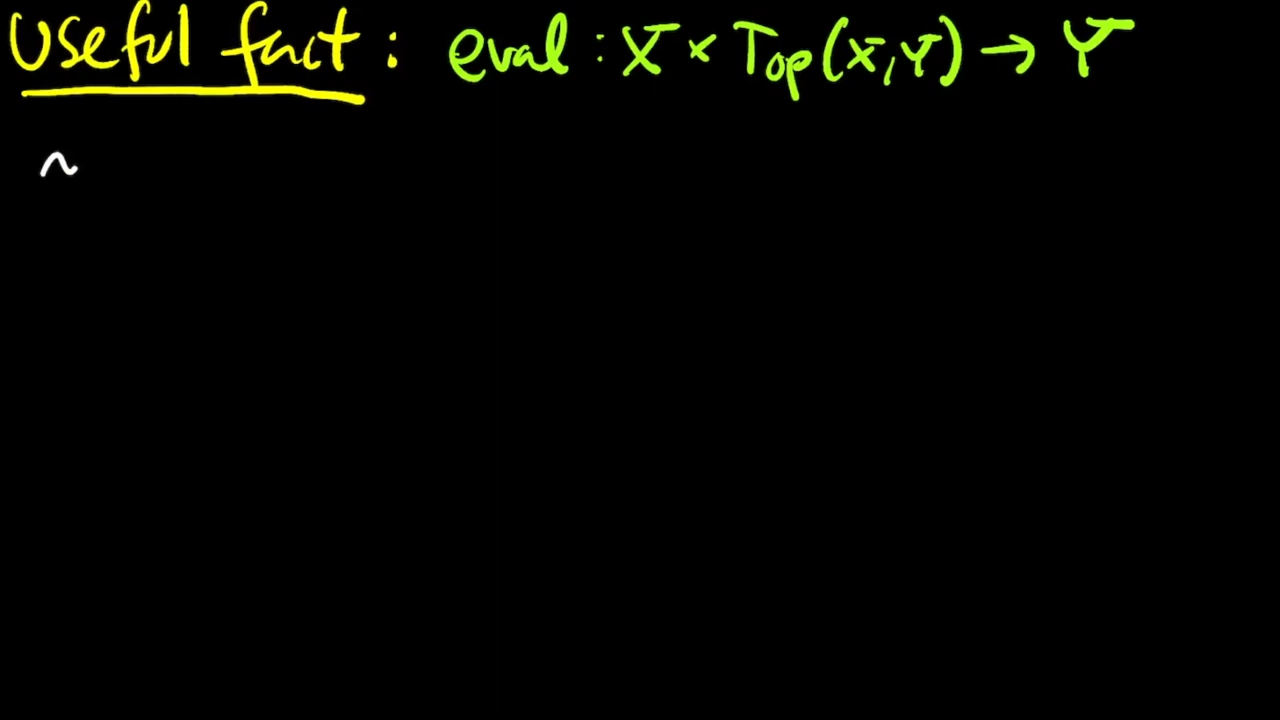 Useful fact : eval : X × Top(X,Y) → Y